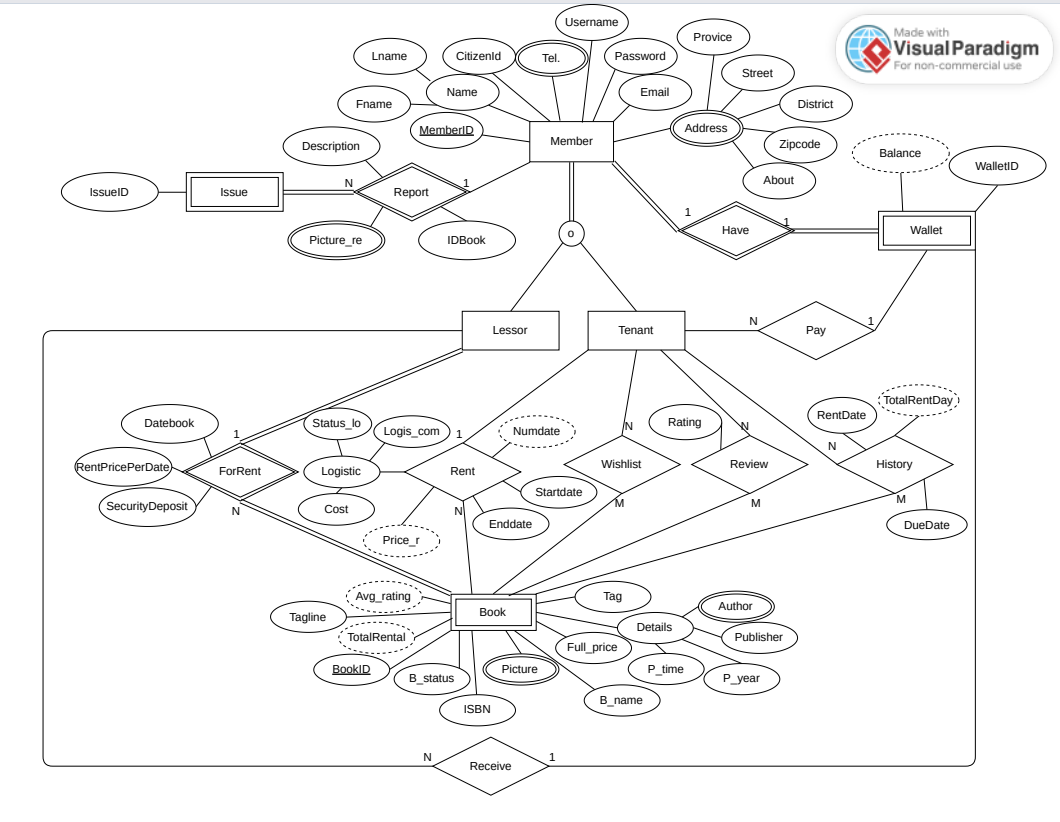 Username
Made with
VisualParadigm
For non-commercial use
Provice
Lname
CitizenId
Tel.
Password
Street
Name
Email
Fname
District
MemberID
Address
Member
Zipcode
Description
Balance
WalletID
About
IssueID
Issue
N
Report
1
Picture_re
IDBook
o
1
Have
1
Wallet
Lessor
Tenant
N
Pay
1
TotalRentDay
RentDate
Datebook
Status_lo
Logis_com
Numdate
Rating
1
1
N
N
N
RentPricePerDate
ForRent
Logistic
Rent
Wishlist
Review
History
SecurityDeposit
Cost
Startdate
N
N
M
M
M
Enddate
DueDate
Price_r
Avg_rating
Tag
Tagline
Book
Author
TotalRental
Details
Publisher
Full_price
BookID
B_status
Picture
P_time
P_year
ISBN
B_name
N
Receive
1